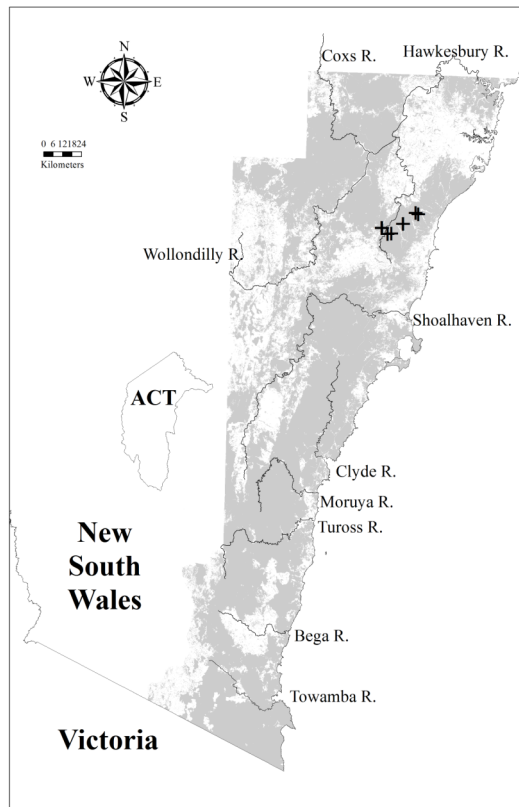 Coxs R.
Hawkesbury R.
N
W E
S
0 6 121824
Kilometers
Wollondilly R.
Shoalhaven R.
ACT
Clyde R.
Moruya R.
Tuross R.
New
South
Wales
Bega R.
Towamba R.
Victoria